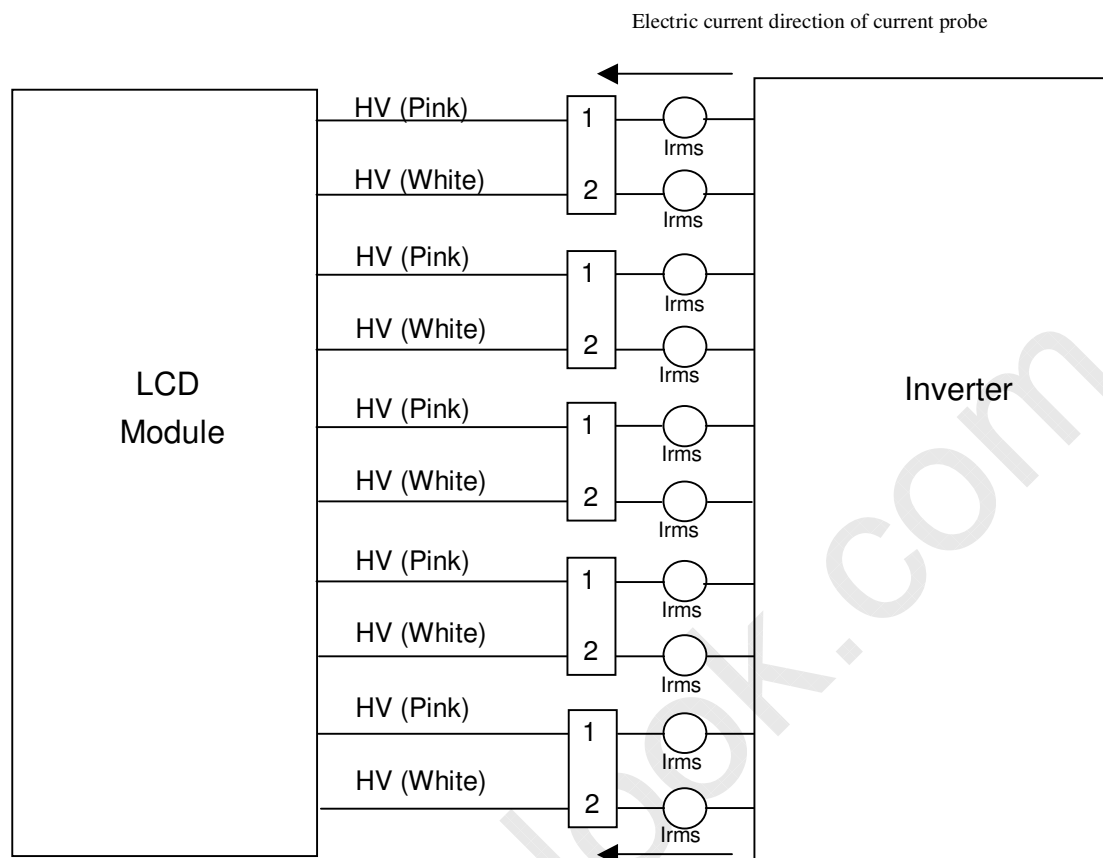 Electric current direction of current probe
HV (Pink)
1
Irms
HV (White)
2
Irms
HV (Pink)
1
Irms
HV (White)
2
Irms
LCD
Module
Inverter
HV (Pink)
1
Irms
HV (White)
2
Irms
HV (Pink)
1
Irms
HV (White)
2
Irms
HV (Pink)
1
Irms
HV (White)
2
Irms
look.com